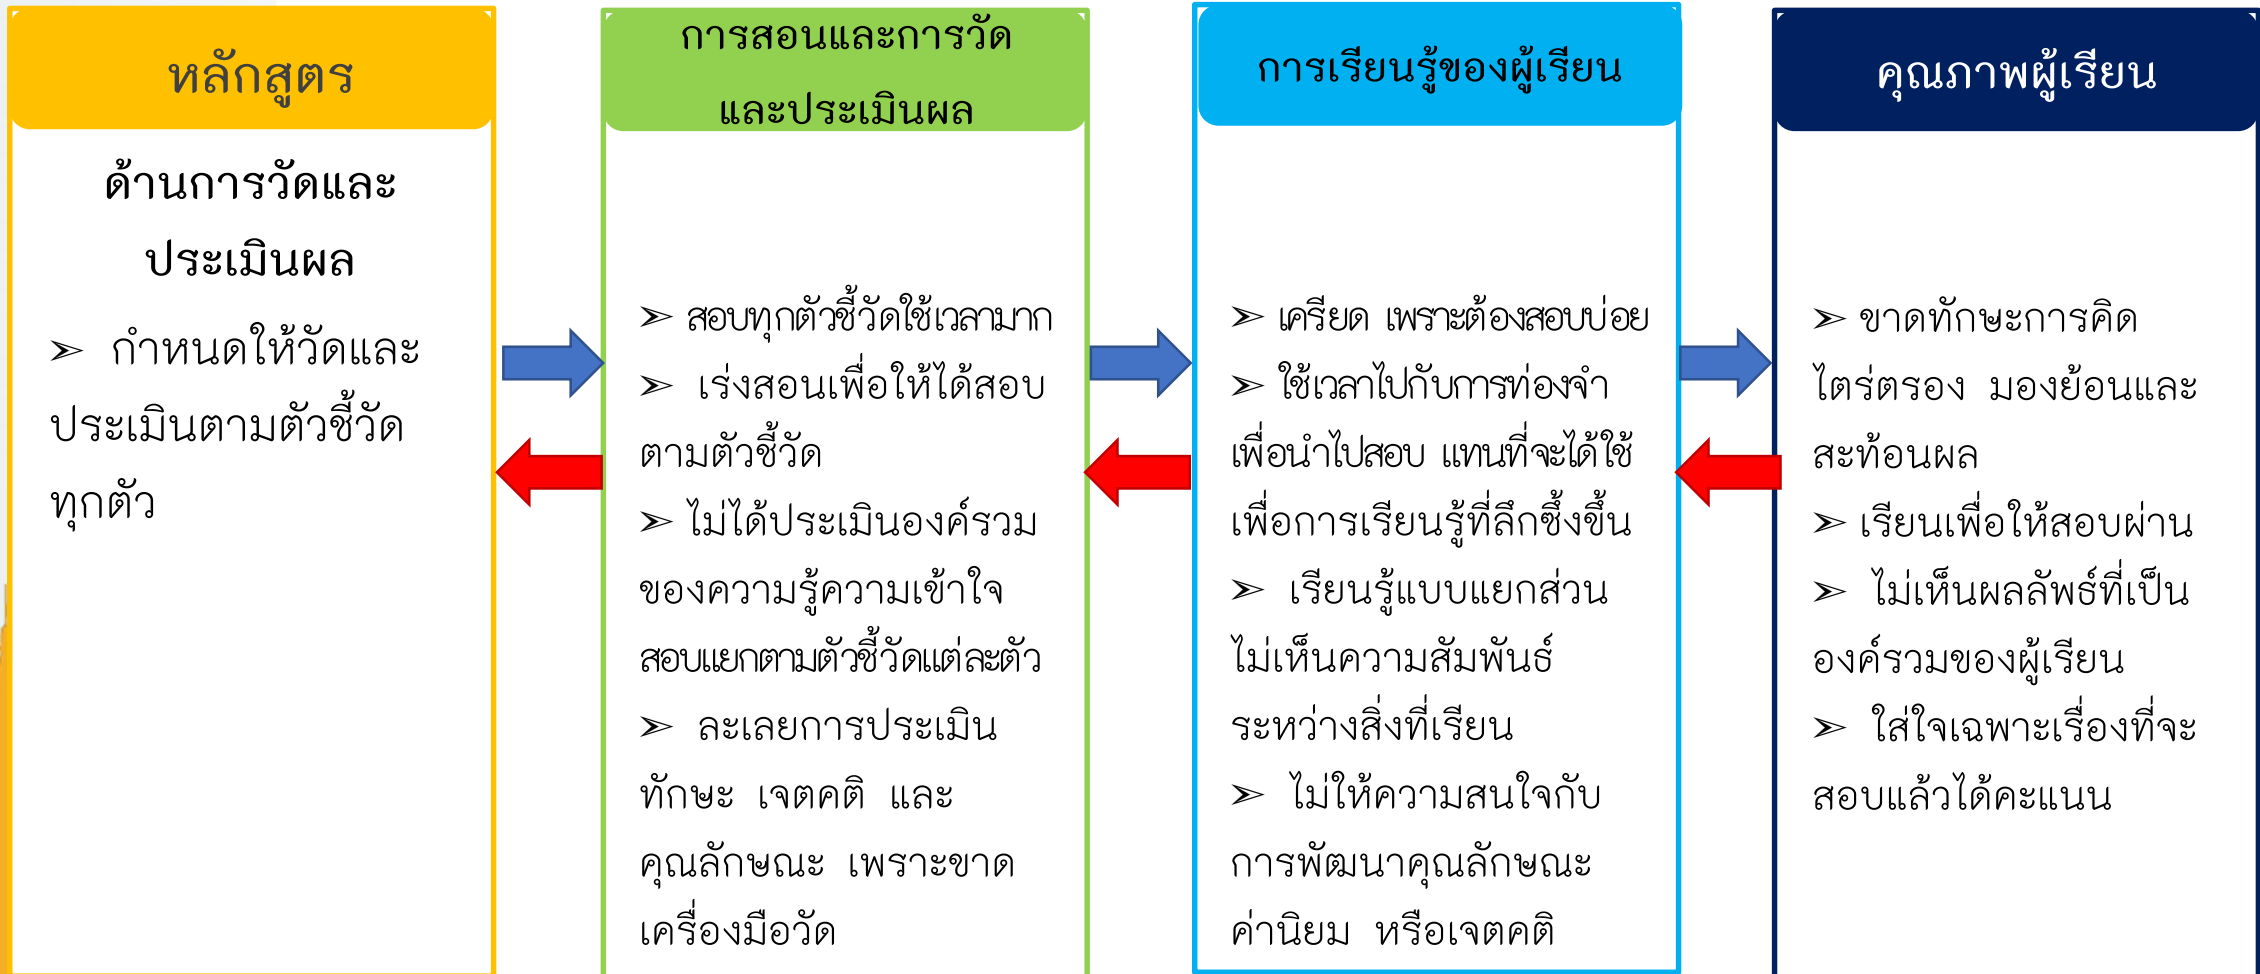 หลักสูตร
ด้านการวัดและ
ประเมินผล
➢ กำหนดให้วัดและ
ประเมินตามตัวชี้วัด
ทุกตัว
การสอนและการวัด
และประเมินผล
➢ สอบทุกตัวชี้วัดใช้เวลามาก
➢ เร่งสอนเพื่อให้ได้สอบ
ตามตัวชี้วัด
➢ ไม่ได้ประเมินองค์รวม
ของความรู้ความเข้าใจ
สอบแยกตามตัวชี้วัดแต่ละตัว
➢ ละเลยการประเมิน
ทักษะ เจตคติ และ
คุณลักษณะ เพราะขาด
เครื่องมือวัด
การเรียนรู้ของผู้เรียน
➢ เครียด เพราะต้องสอบบ่อย
➢ ใช้เวลาไปกับการท่องจำ
เพื่อนำไปสอบ แทนที่จะได้ใช้
เพื่อการเรียนรู้ที่ลึกซึ้งขึ้น
➢ เรียนรู้แบบแยกส่วน
ไม่เห็นความสัมพันธ์
ระหว่างสิ่งที่เรียน
➢ ไม่ให้ความสนใจกับ
การพัฒนาคุณลักษณะ
ค่านิยม หรือเจตคติ
คุณภาพผู้เรียน
➢ ขาดทักษะการคิด
ไตร่ตรอง มองย้อนและ
สะท้อนผล
➢ เรียนเพื่อให้สอบผ่าน
➢ ไม่เห็นผลลัพธ์ที่เป็น
องค์รวมของผู้เรียน
➢ ใส่ใจเฉพาะเรื่องที่จะ
สอบแล้วได้คะแนน